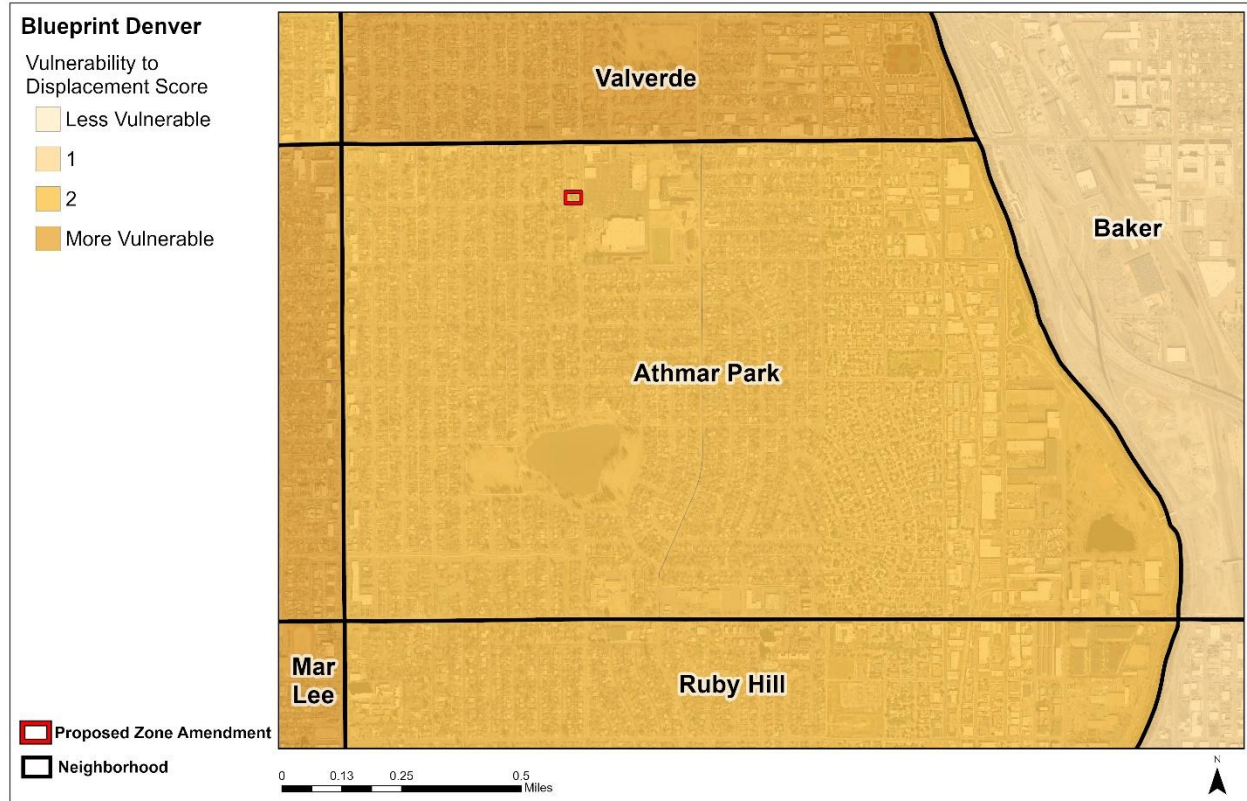 Blueprint Denver
Vulnerability to
Displacement Score
Less Vulnerable
1
2
More Vulnerable
Proposed Zone Amendment
Neighborhood
Valverde
Baker
Athmar Park
Mar
Lee
Ruby Hill
0 0.13 0.25 0.5
Miles
N